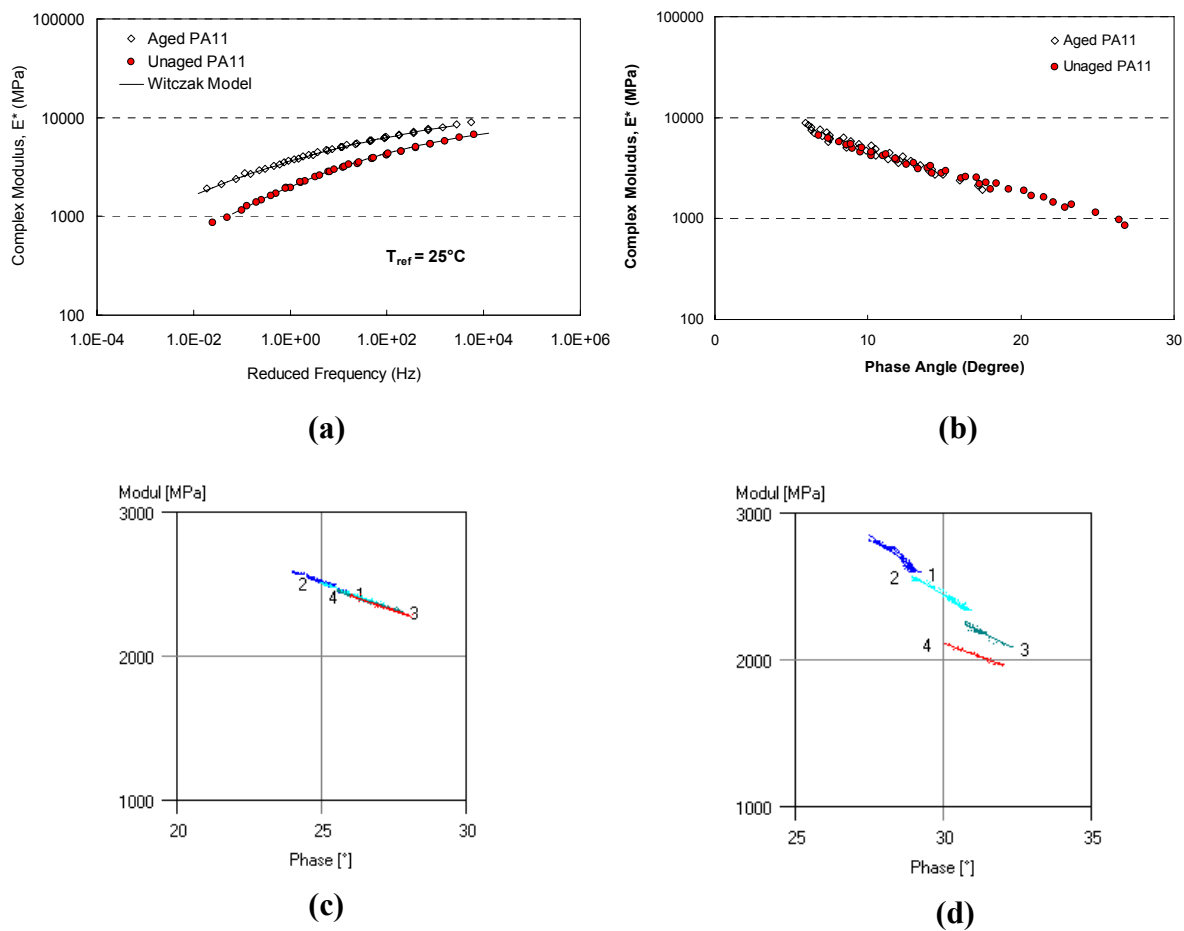 100000
10000
1000
100
Complex Modulus, E* (MPa)
Aged PA11
Unaged PA11
Witczak Model
Tref = 25°C
1.0E-04 1.0E-02 1.0E+00 1.0E+02 1.0E+04 1.0E+06
Reduced Frequency (Hz)
(a)
100000
10000
1000
100
Complex Moludus, E* (MPa)
Aged PA11
Unaged PA11
0 10 20 30
Phase Angle (Degree)
(b)
Modul [MPa]
3000
2000
1000
2 4 1 3
20 25 30
Phase [°]
(c)
Modul [MPa]
3000
2000
1000
2 1
4 3
25 30 35
Phase [°]
(d)